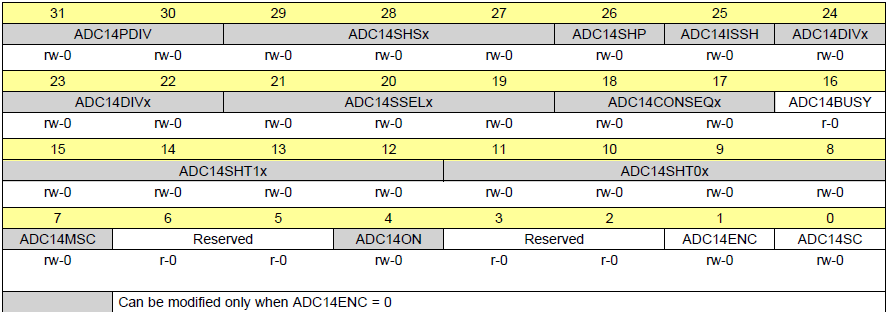 31 30 29 28 27 26 25 24
ADC14PDIV ADC14SHSx ADC14SHP ADC14ISSH ADC14DIVx
rw-0 rw-0 rw-0 rw-0 rw-0 rw-0 rw-0 rw-0
23 22 21 20 19 18 17 16
ADC14DIVx ADC14SSELx ADC14CONSEQx ADC14BUSY
rw-0 rw-0 rw-0 rw-0 rw-0 rw-0 rw-0 r-0
15 14 13 12 11 10 9 8
ADC14SHT1x ADC14SHT0x
rw-0 rw-0 rw-0 rw-0 rw-0 rw-0 rw-0 rw-0
7 6 5 4 3 2 1 0
ADC14MSC Reserved ADC14ON Reserved ADC14ENC ADC14SC
rw-0 r-0 r-0 rw-0 r-0 r-0 rw-0 rw-0
Can be modified only when ADC14ENC = 0